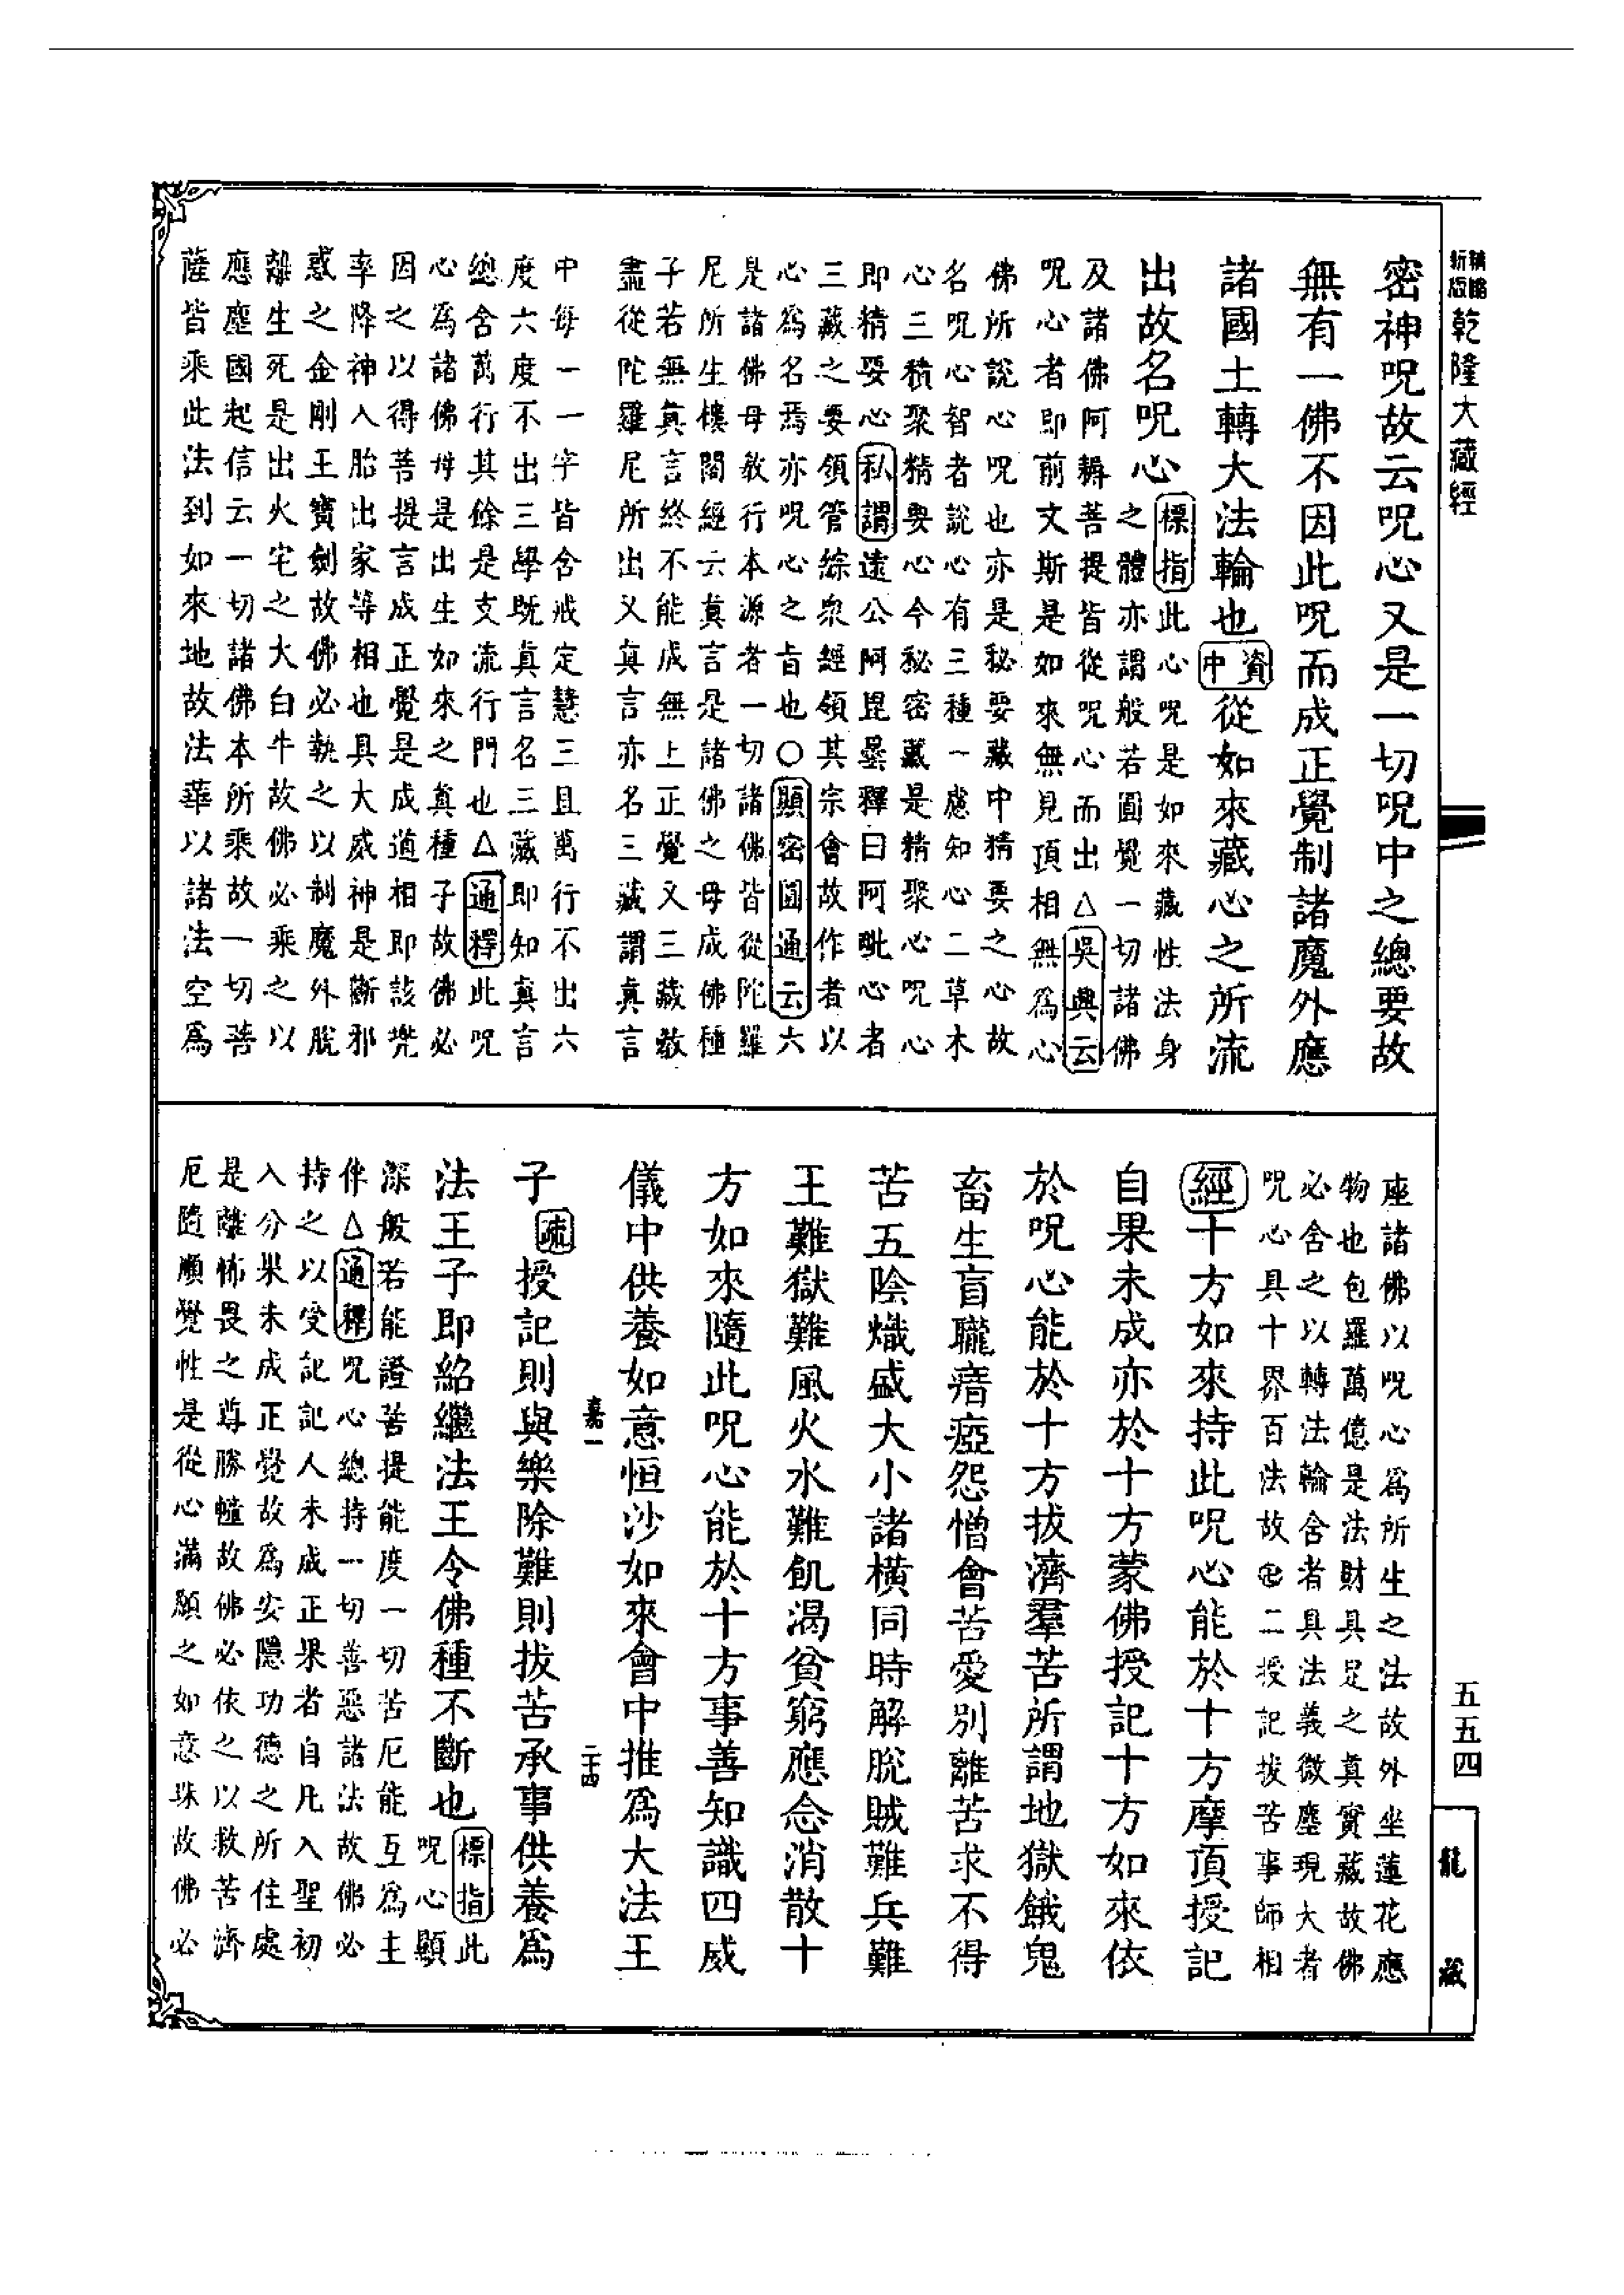 乾隆大藏經
密神呪故云呪心又是一切呪中之總要故
無有一佛不因此呪而成正覺制諸魔外應
諸國土轉大法輪也資中從如來藏心之所流
出故名呪心標指此心呪是如來藏性法身
之體亦謂般若圓覺一切諸佛
及諸佛阿耨菩提皆從呪心而出△吳興云
呪心者即前文斯是如來無見頂相無為心
佛所說心呪也亦是秘要藏中精要之心故
名呪心智者說心有三種一慮知心二草木
心三積聚精要心今秘密藏是精聚心呪心
即精要心私謂遠公阿毘曇釋曰阿毗心者
三藏之要領管綜眾經領其宗會故作者以
心為名焉亦呪心之旨也○顯密圓通云六
是諸佛母教行本源者一切諸佛皆從陀羅
尼所生樓閣經云真言是諸佛之母成佛種
子若無真言終不能成無上正覺又三藏教
盡從陀羅尼所出又真言亦名三藏謂真言
中每一一字皆含戒定慧三且萬行不出六
度六度不出三學既真言名三藏即知真言
總含萬行其餘是支流行門也△通釋此呪
心為諸佛母是出生如來之真種子故佛必
因之以得菩提言成正覺是成道相即該兜
率降神入胎出家等相也具大威神是斷邪
惑之金剛王寶劍故佛必執之以制魔外脫
離生死是出火宅之大白牛故佛必乘之以
應塵國起信云一切諸佛本所乘故一切菩
薩皆乘此法到如來地故法華以諸法空為
座諸佛以呪心為所生之法故外坐蓮花應
物也包羅萬億是法財具足之真實藏故佛
必含之以轉法輪含者具法義微塵現大者
呪心具十界百法故㊣二授記拔苦事師相
經十方如來持此呪心能於十方摩頂授記
自果未成亦於十方蒙佛授記十方如來依
於呪心能於十方拔濟羣苦所謂地獄餓鬼
畜生盲聾瘖瘂怨憎會苦愛別離苦求不得
苦五陰熾盛大小諸橫同時解脫賊難兵難
王難獄難風火水難飢渴貧窮應念消散十
方如來隨此呪心能於十方事善知識四威
儀中供養如意恒沙如來會中推為大法王
嘉一
二十四
子疏授記則與樂除難則拔苦承事供養為
法王子即紹繼法王令佛種不斷也標指此
呪心顯
深般若能證菩提能度一切苦厄能互為主
伴△通釋呪心總持一切善惡諸法故佛必
持之以受記記人未成正果者自凡入聖初
入分果未成正覺故為安隱功德之所住處
是離怖畏之尊勝幢故佛必依之以救苦濟
厄隨順覺性是從心滿願之如意珠故佛必
五五四
龍藏